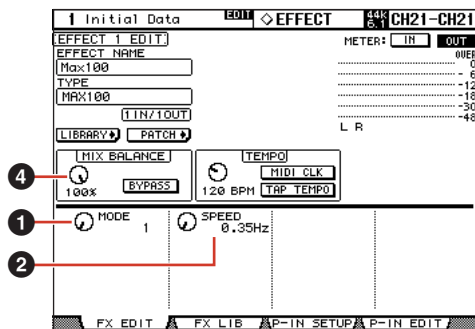 1 Initial Data EDIT ◇EFFECT 44k 6.1 CH21-CH21
EFFECT 1 EDIT METER: IN OUT
EFFECT NAME OVER
Max100 0
TYPE - 6
MAX100 -12
-18
1IN/1OUT -30
-48
LIBRARY PATCH L R
MIX BALANCE TEMPO
4 MIDI CLK
100% BYPASS 120 BPM TAP TEMPO
1 MODE 1 SPEED 0.35Hz
2
FX EDIT FX LIB P-IN SETUP P-IN EDIT